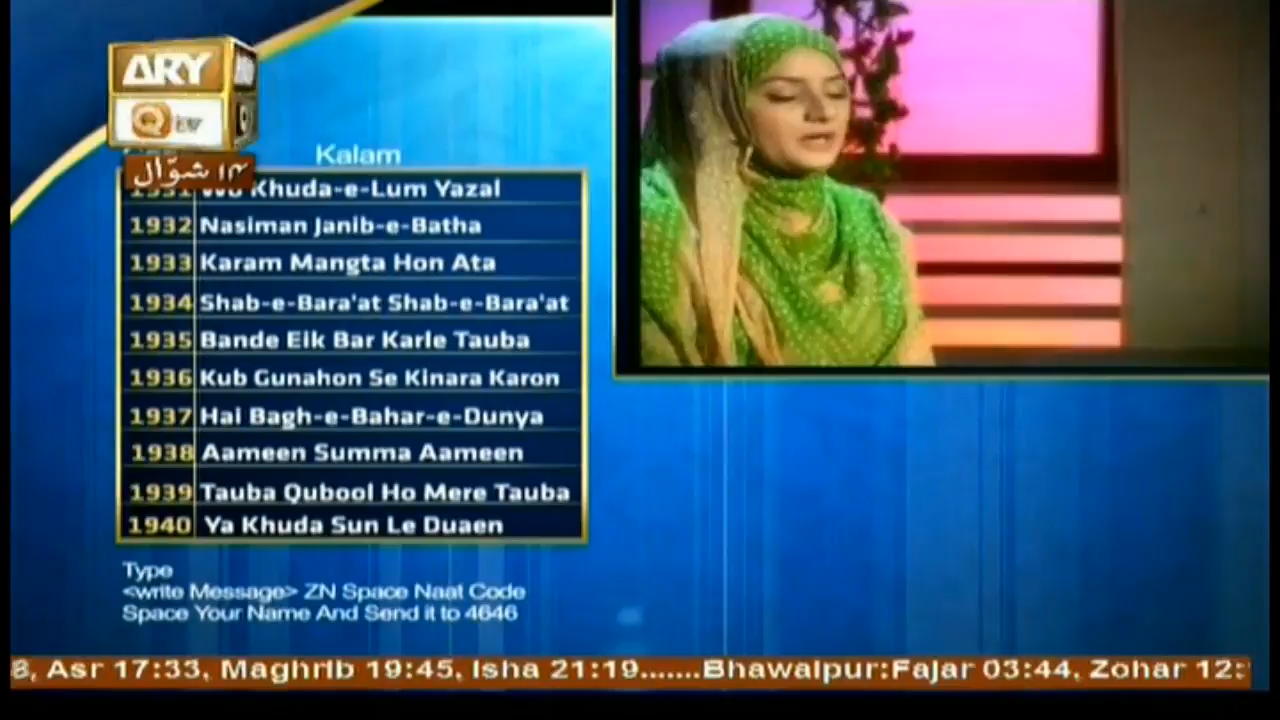 ARY
Q tv
۱۴ شوّال
Kalam
1931 Wo Khuda-e-Lum Yazal
1932 Nasiman Janib-e-Batha
1933 Karam Mangta Hon Ata
1934 Shab-e-Bara'at Shab-e-Bara'at
1935 Bande Eik Bar Karle Tauba
1936 Kub Gunahon Se Kinara Karon
1937 Hai Bagh-e-Bahar-e-Dunya
1938 Aameen Summa Aameen
1939 Tauba Qubool Ho Mere Tauba
1940 Ya Khuda Sun Le Duaen
Type
<write Message> ZN Space Naat Code
Space Your Name And Send it to 4646
8, Asr 17:33, Maghrib 19:45, Isha 21:19.......Bhawalpur:Fajar 03:44, Zohar 12: